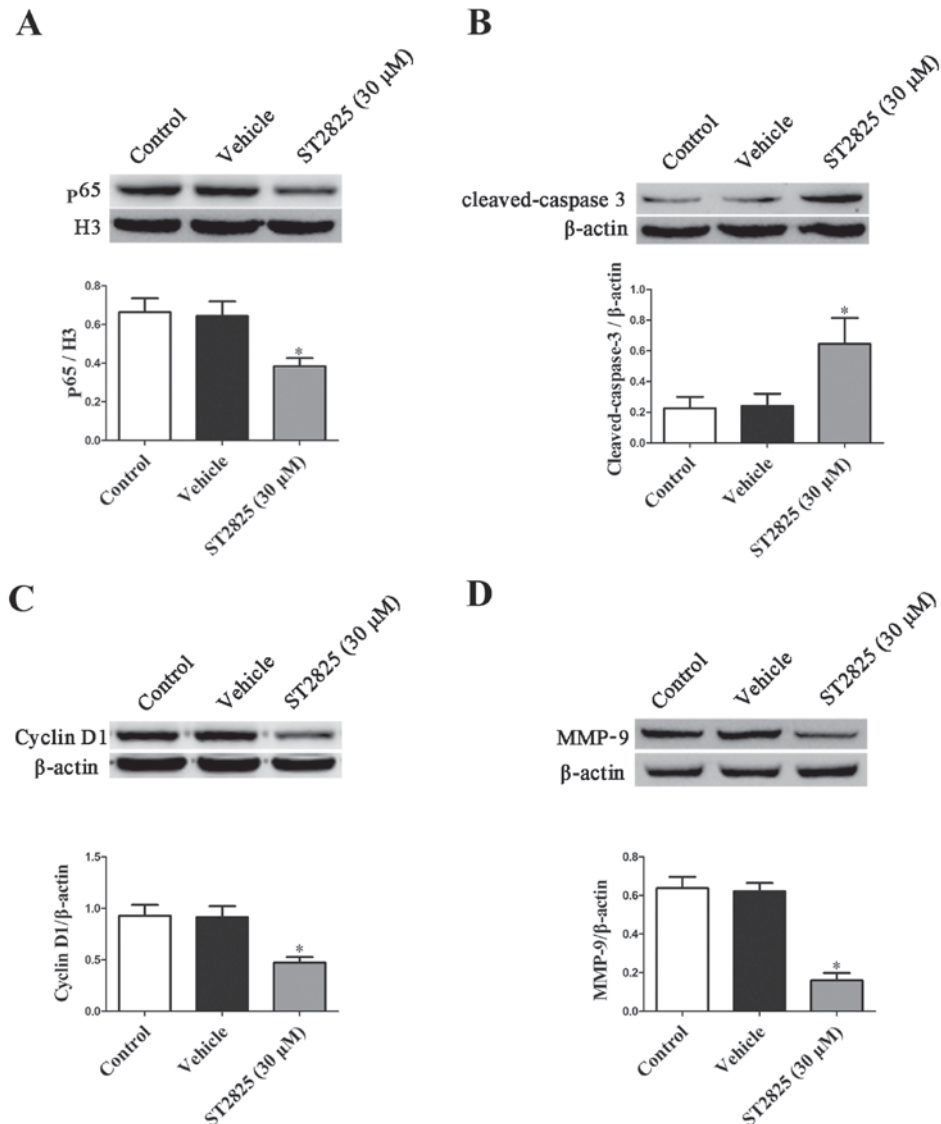 A
Control
Vehicle
ST2825 (30 µM)
p65
H3
p65 / H3
0.8
0.6
0.4
0.2
0.0
*
Control
Vehicle
ST2825 (30 µM)
B
Control
Vehicle
ST2825 (30 µM)
cleaved-caspase 3
β-actin
Cleaved-caspase-3 / β-actin
1.0
0.8
0.6
0.4
0.2
0.0
*
Control
Vehicle
ST2825 (30 µM)
C
Control
Vehicle
ST2825 (30 µM)
Cyclin D1
β-actin
Cyclin D1/β-actin
1.5
1.0
0.5
0.0
*
Control
Vehicle
ST2825 (30 µM)
D
Control
Vehicle
ST2825 (30 µM)
MMP-9
β-actin
MMP-9/β-actin
0.8
0.6
0.4
0.2
0.0
*
Control
Vehicle
ST2825 (30 µM)